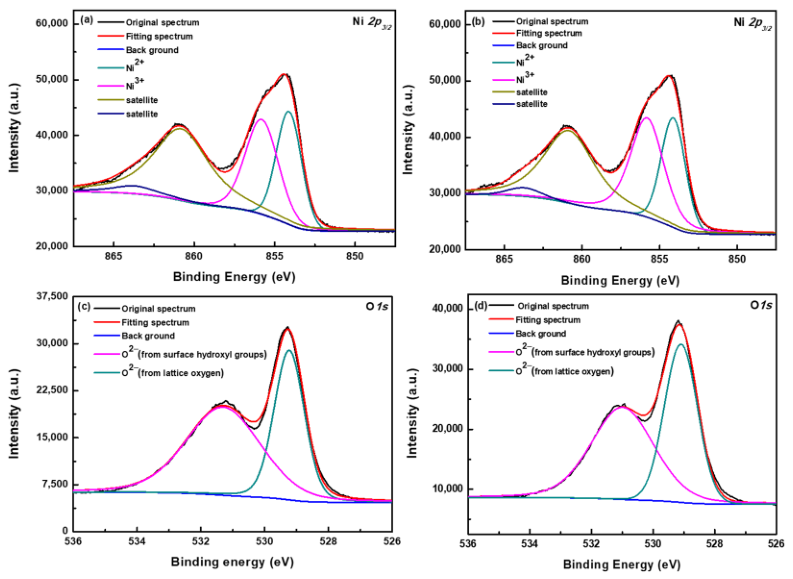 (a)
Ni 2p3/2
Original spectrum
Fitting spectrum
Back ground
Ni2+
Ni3+
satellite
satellite
60,000
50,000
40,000
30,000
20,000
Intensity (a.u.)
865 860 855 850
Binding Energy (eV)
(b)
Ni 2p3/2
Original spectrum
Fitting spectrum
Back ground
Ni2+
Ni3+
satellite
satellite
60,000
50,000
40,000
30,000
20,000
Intensity (a.u.)
865 860 855 850
Binding Energy (eV)
(c)
O 1s
Original spectrum
Fitting spectrum
Back ground
O2−(from surface hydroxyl groups)
O2−(from lattice oxygen)
37,500
30,000
22,500
15,000
7,500
0
Intensity (a.u.)
536 534 532 530 528 526
Binding energy (eV)
(d)
O 1s
Original spectrum
Fitting spectrum
Back ground
O2−(from surface hydroxyl groups)
O2−(from lattice oxygen)
40,000
30,000
20,000
10,000
Intensity (a.u.)
536 534 532 530 528 526
Binding energy (eV)